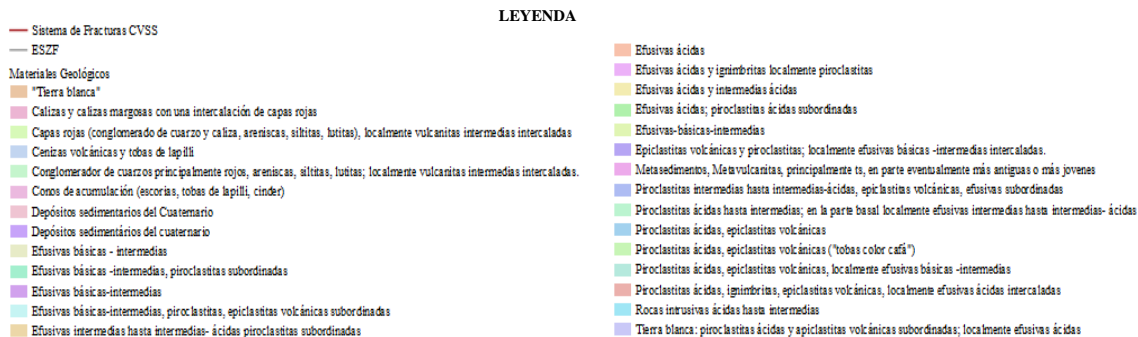 LEYENDA
Sistema de Fracturas CVSS
ESZF
Materiales Geológicos
"Tierra blanca"
Calizas y calizas margosas con una intercalación de capas rojas
Capas rojas (conglomerado de cuarzo y caliza, areniscas, siltitas, lutitas), localmente vulcanitas intermedias intercaladas
Cenizas volcánicas y tobas de lapilli
Conglomerador de cuarzos principalmente rojos, areniscas, siltitas, lutitas; localmente vulcanitas intermedias intercaladas.
Conos de acumulación (escorias, tobas de lapilli, cinder)
Depósitos sedimentarios del Cuaternario
Depósitos sedimentários del cuaternario
Efusivas básicas - intermedias
Efusivas básicas -intermedias, piroclastitas subordinadas
Efusivas básicas-intermedias
Efusivas básicas-intermedias, piroclastitas, epiclastitas volcánicas subordinadas
Efusivas intermedias hasta intermedias- ácidas piroclastitas subordinadas
Efusivas ácidas
Efusivas ácidas y ignimbritas localmente piroclastitas
Efusivas ácidas y intermedias ácidas
Efusivas ácidas; piroclastitas ácidas subordinadas
Efusivas-básicas-intermedias
Epiclastitas volcánicas y piroclastitas; localmente efusivas básicas -intermedias intercaladas.
Metasedimentos, Metavulcanitas, principalmente ts, en parte eventualmente más antiguas o más jovenes
Piroclastitas intermedias hasta intermedias-ácidas, epiclastitas volcánicas, efusivas subordinadas
Piroclastitas ácidas hasta intermedias; en la parte basal localmente efusivas intermedias hasta intermedias- ácidas
Piroclastitas ácidas, epiclastitas volcánicas
Piroclastitas ácidas, epiclastitas volcánicas ("tobas color cafá")
Piroclastitas ácidas, epiclastitas volcánicas, localmente efusivas básicas -intermedias
Piroclastitas ácidas, ignimbritas, epiclastitas volcánicas, localmente efusivas ácidas intercaladas
Rocas intrusivas ácidas hasta intermedias
Tierra blanca: piroclastitas ácidas y apiclastitas volcánicas subordinadas; localmente efusivas ácidas